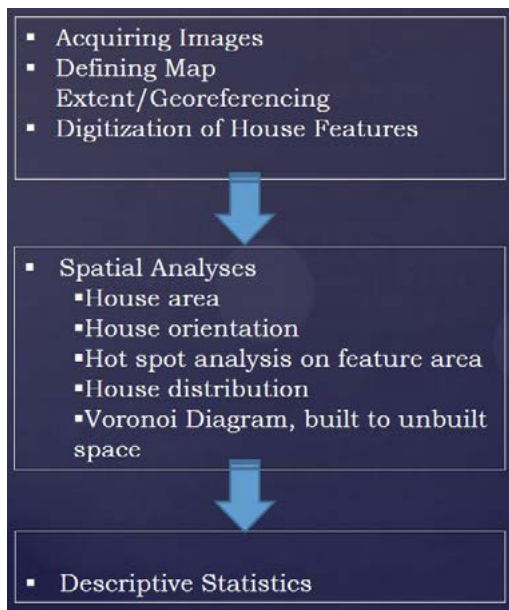 ▪ Acquiring Images
▪ Defining Map
Extent/Georeferencing
▪ Digitization of House Features
▪ Spatial Analyses
▪House area
▪House orientation
▪Hot spot analysis on feature area
▪House distribution
▪Voronoi Diagram, built to unbuilt
space
▪ Descriptive Statistics